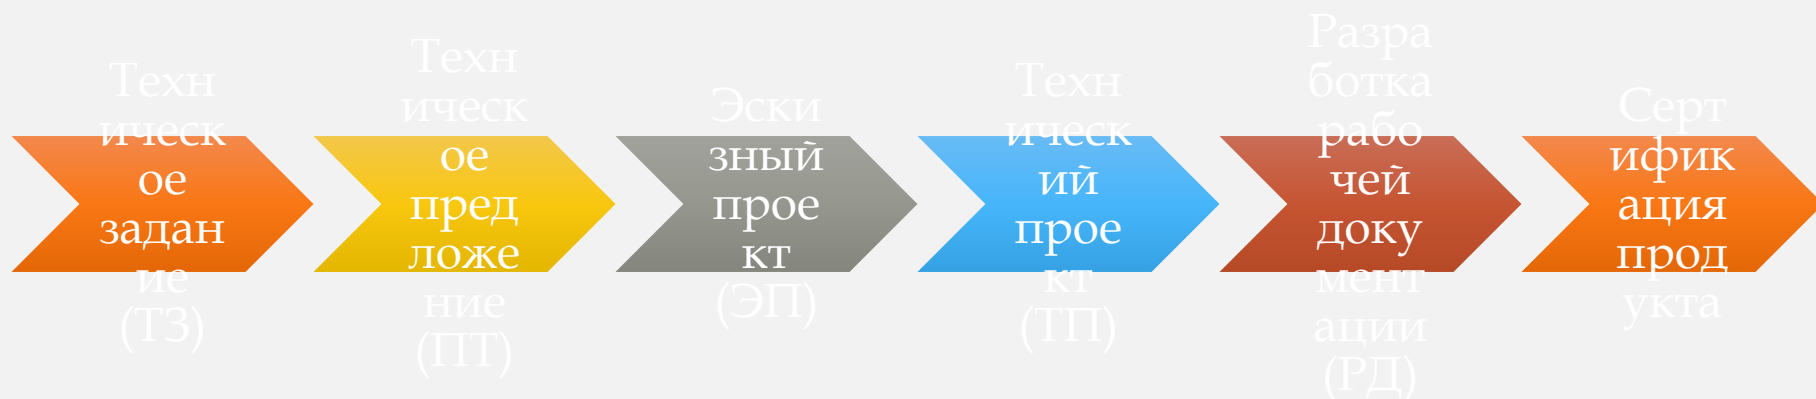 Техн
ическ
ое
задан
ие
(ТЗ)
Техн
ическ
ое
пред
ложе
ние
(ПТ)
Эски
зный
прое
кт
(ЭП)
Техн
ическ
ий
прое
кт
(ТП)
Разра
ботка
рабо
чей
доку
мент
ации
(РД)
Серт
ифик
ация
прод
укта